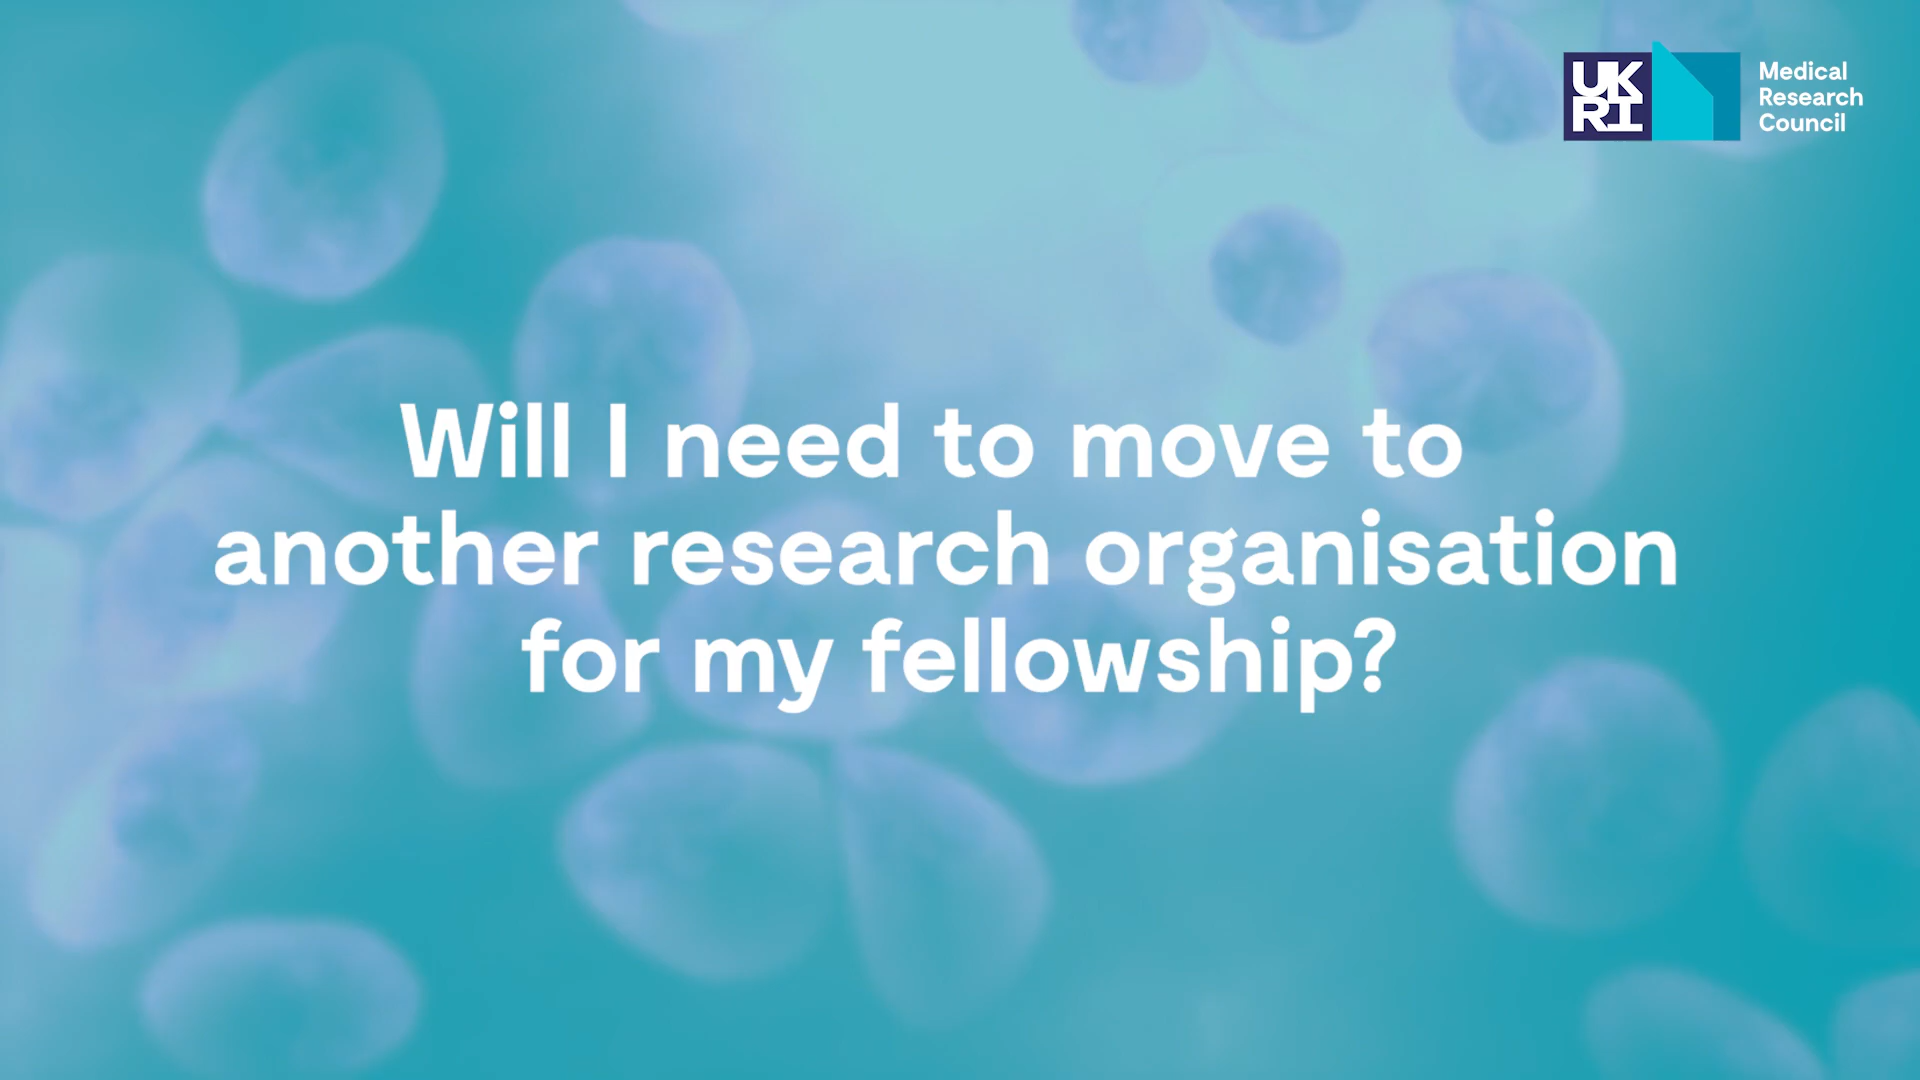 UK
RI
Medical
Research
Council
Will I need to move to
another research organisation
for my fellowship?